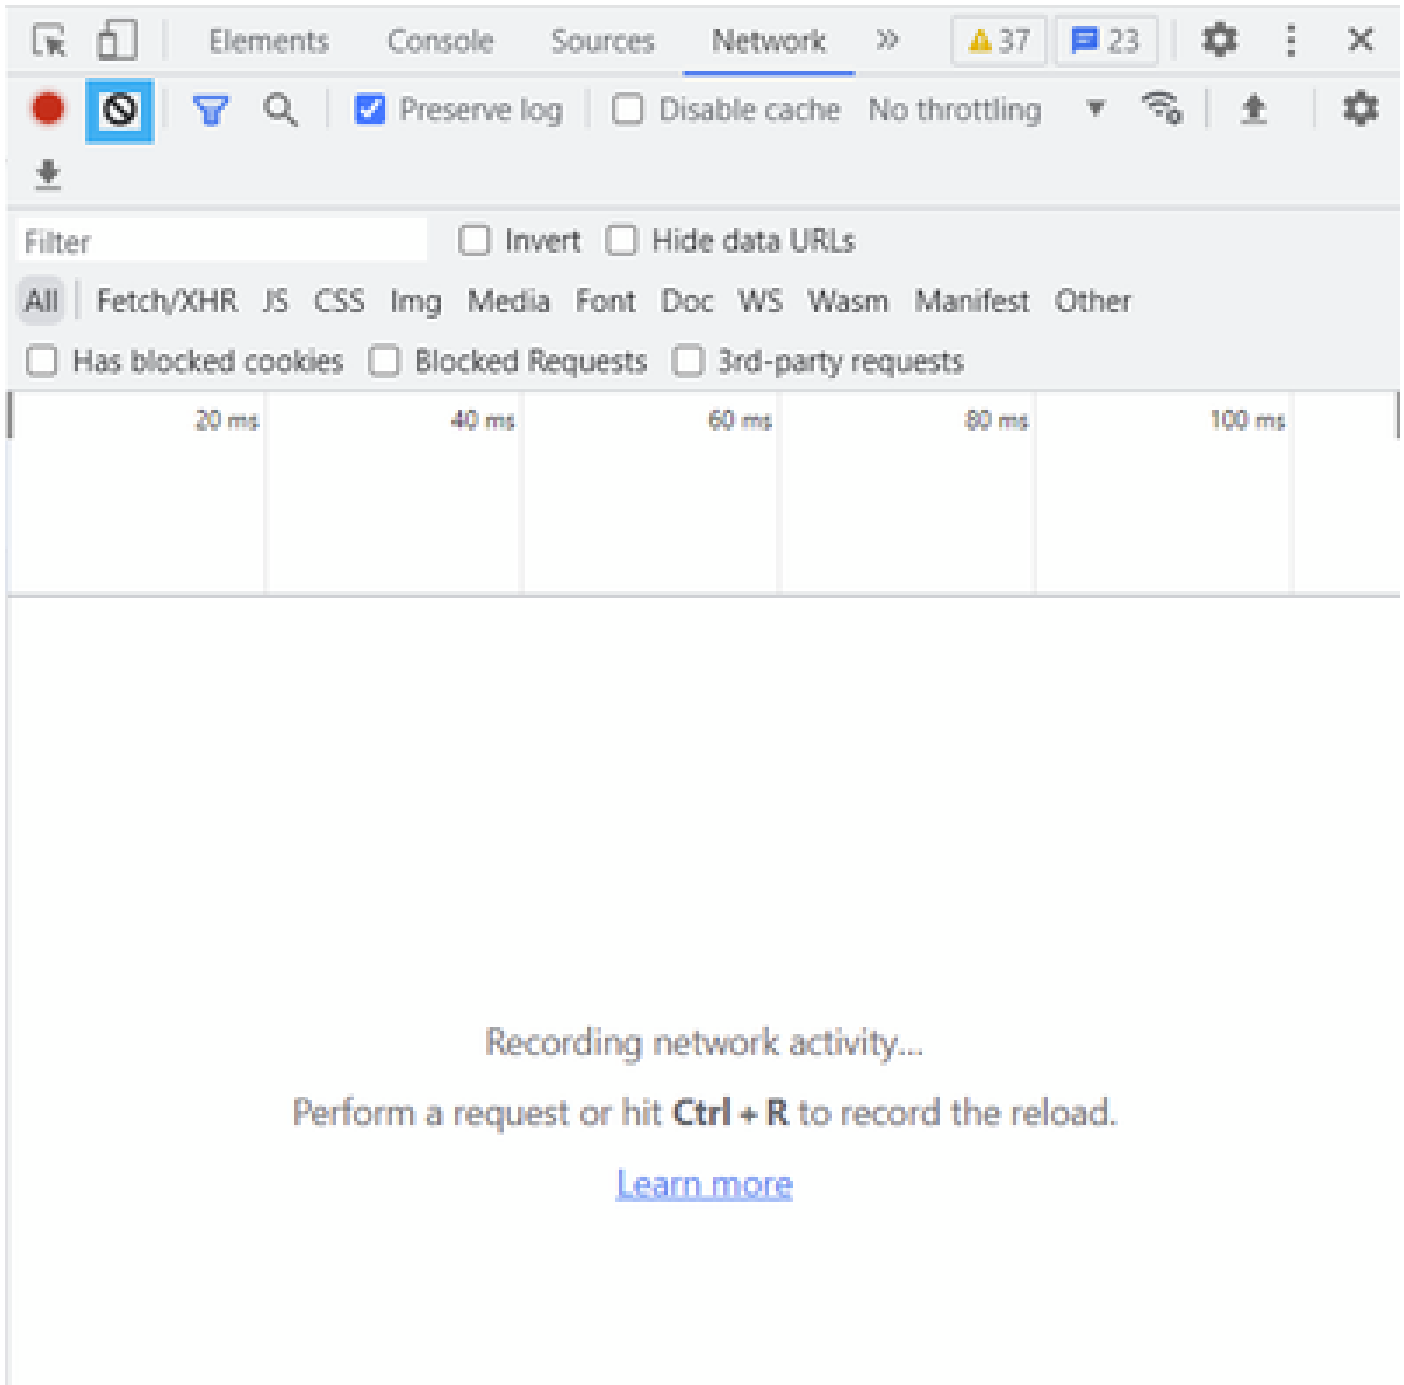 Elements Console Sources Network » 37 23
Preserve log Disable cache No throttling
Filter Invert Hide data URLs
All Fetch/XHR JS CSS Img Media Font Doc WS Wasm Manifest Other
Has blocked cookies Blocked Requests 3rd-party requests
20 ms 40 ms 60 ms 80 ms 100 ms
Recording network activity...
Perform a request or hit Ctrl + R to record the reload.
Learn more